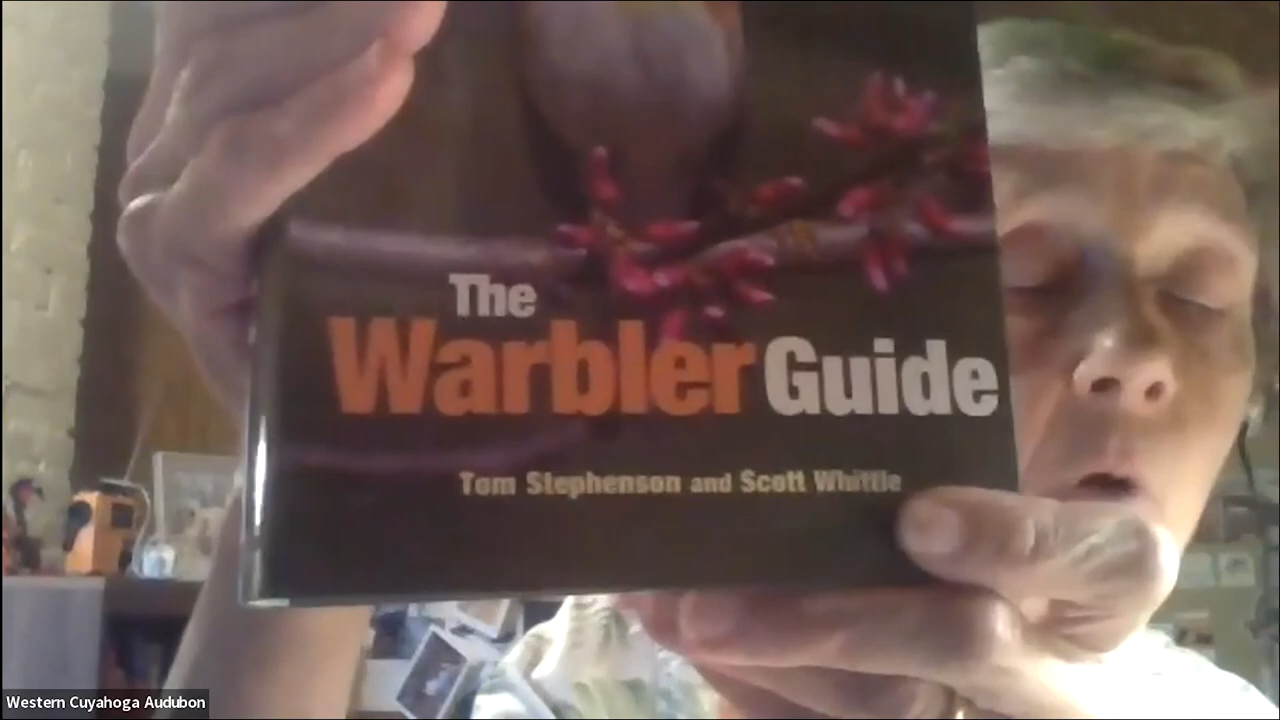 The
Warbler Guide
Tom Stephenson and Scott Whittle
Western Cuyahoga Audubon